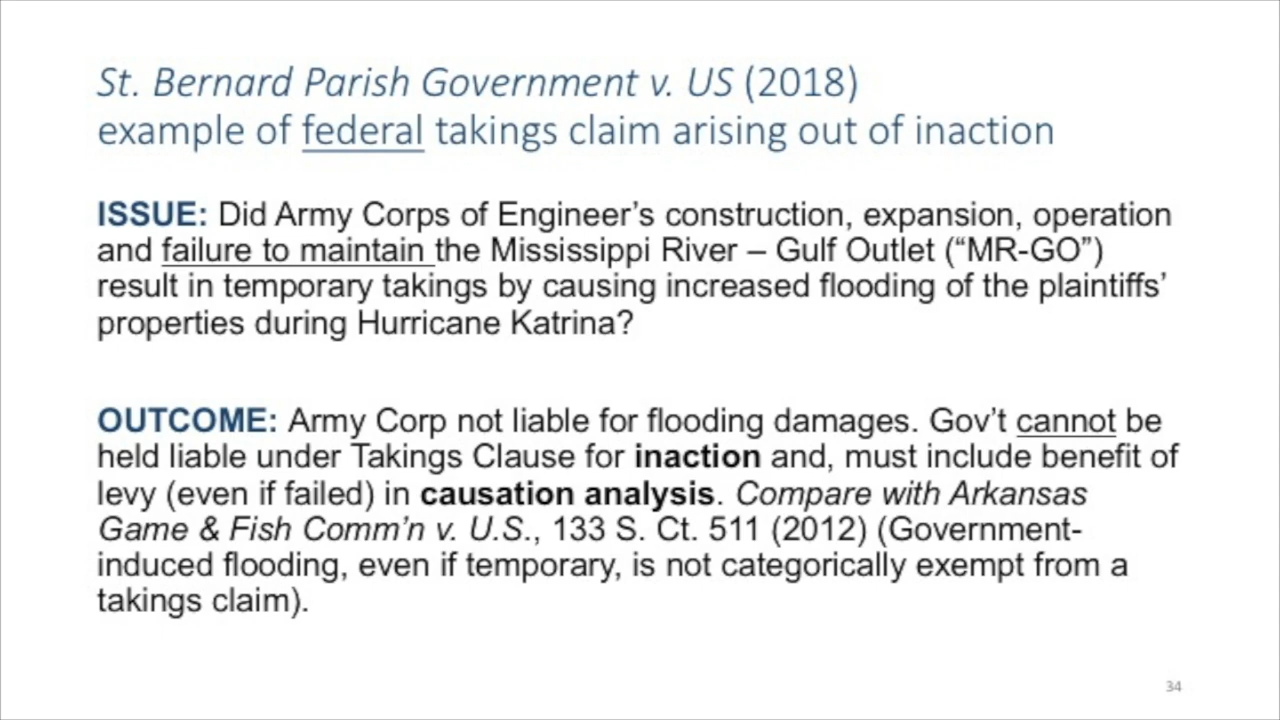 St. Bernard Parish Government v. US (2018)
example of federal takings claim arising out of inaction
ISSUE: Did Army Corps of Engineer’s construction, expansion, operation
and failure to maintain the Mississippi River – Gulf Outlet (“MR-GO”)
result in temporary takings by causing increased flooding of the plaintiffs’
properties during Hurricane Katrina?
OUTCOME: Army Corp not liable for flooding damages. Gov’t cannot be
held liable under Takings Clause for inaction and, must include benefit of
levy (even if failed) in causation analysis. Compare with Arkansas
Game & Fish Comm’n v. U.S., 133 S. Ct. 511 (2012) (Government-
induced flooding, even if temporary, is not categorically exempt from a
takings claim).
34